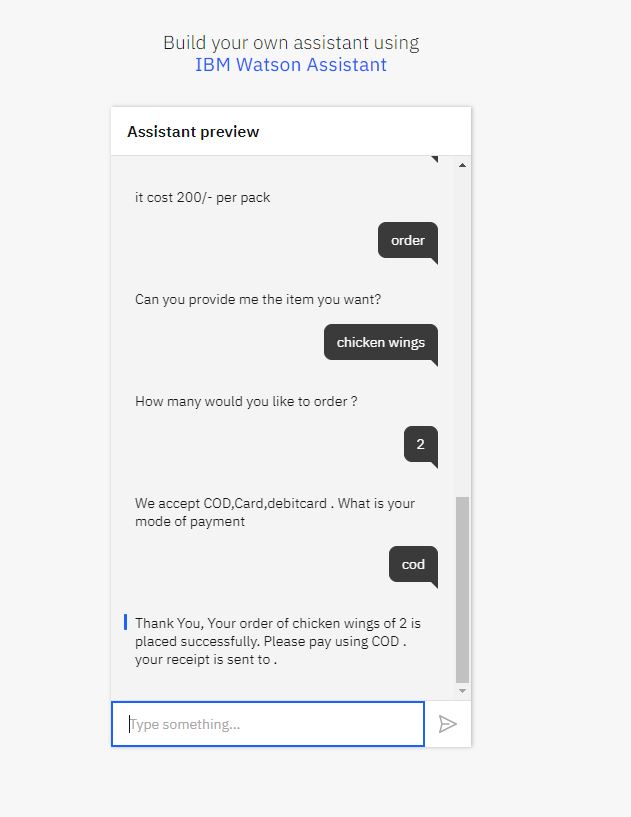 Build your own assistant using
IBM Watson Assistant
Assistant preview
it cost 200/- per pack
order
Can you provide me the item you want?
chicken wings
How many would you like to order ?
2
We accept COD,Card,debitcard . What is your
mode of payment
cod
Thank You, Your order of chicken wings of 2 is
placed successfully. Please pay using COD .
your receipt is sent to .
Type something...